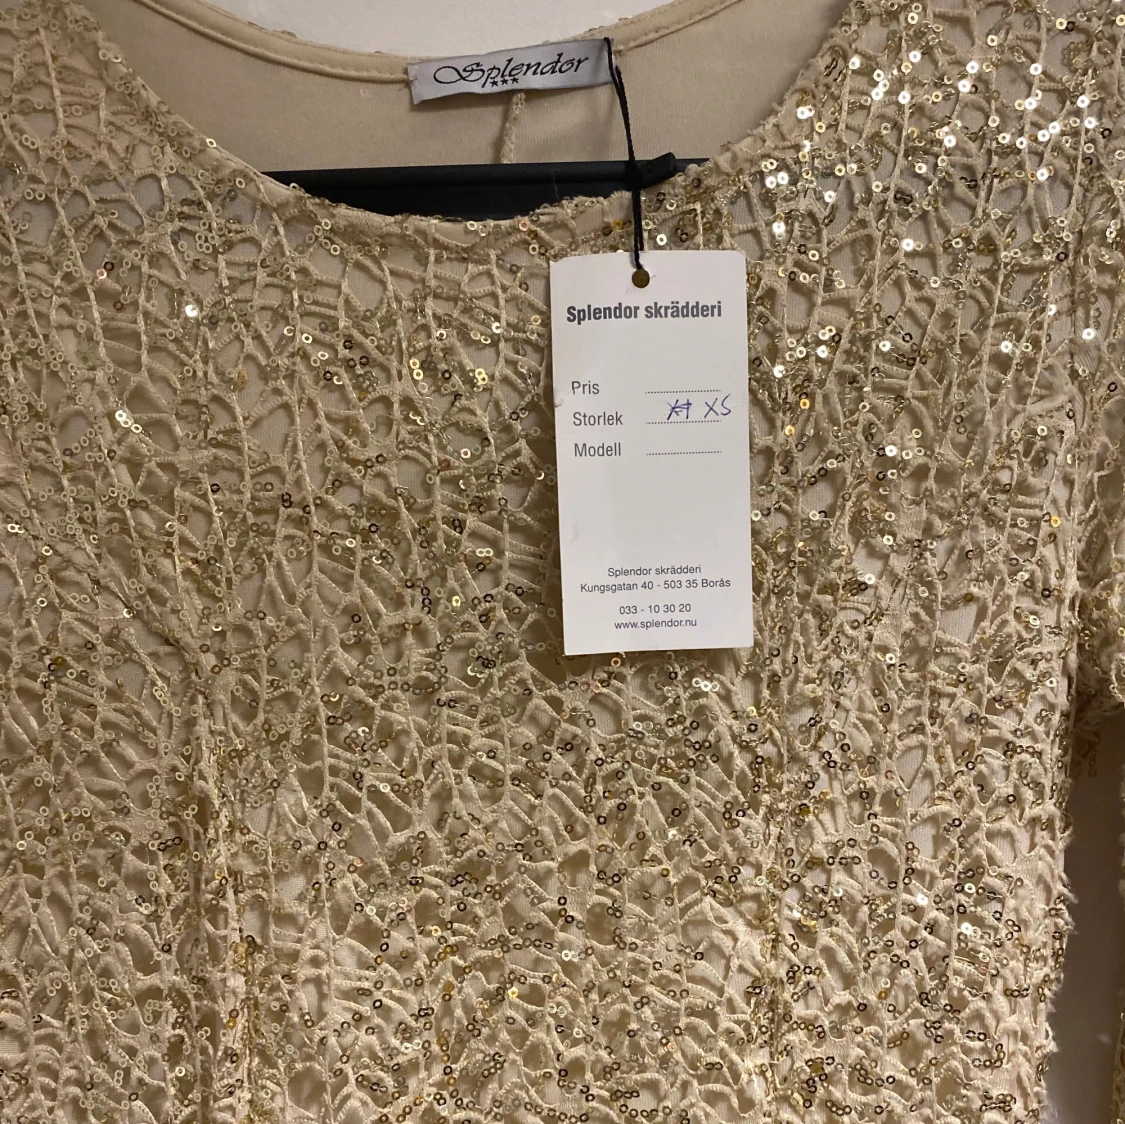 Splendor
Splendor skrädderi
Pris
Storlek XS
Modell
Splendor skrädderi
Kungsgatan 40 - 503 35 Borås
033 - 10 30 20
www.splendor.nu